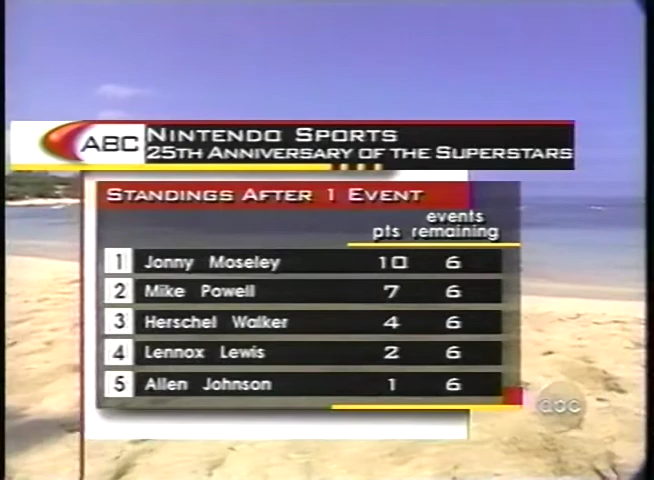 ABC
NINTENDO SPORTS
25TH ANNIVERSARY OF THE SUPERSTARS
STANDINGS AFTER 1 EVENT
pts events remaining
1 Jonny Moseley 10 6
2 Mike Powell 7 6
3 Herschel Walker 4 6
4 Lennox Lewis 2 6
5 Allen Johnson 1 6
abc